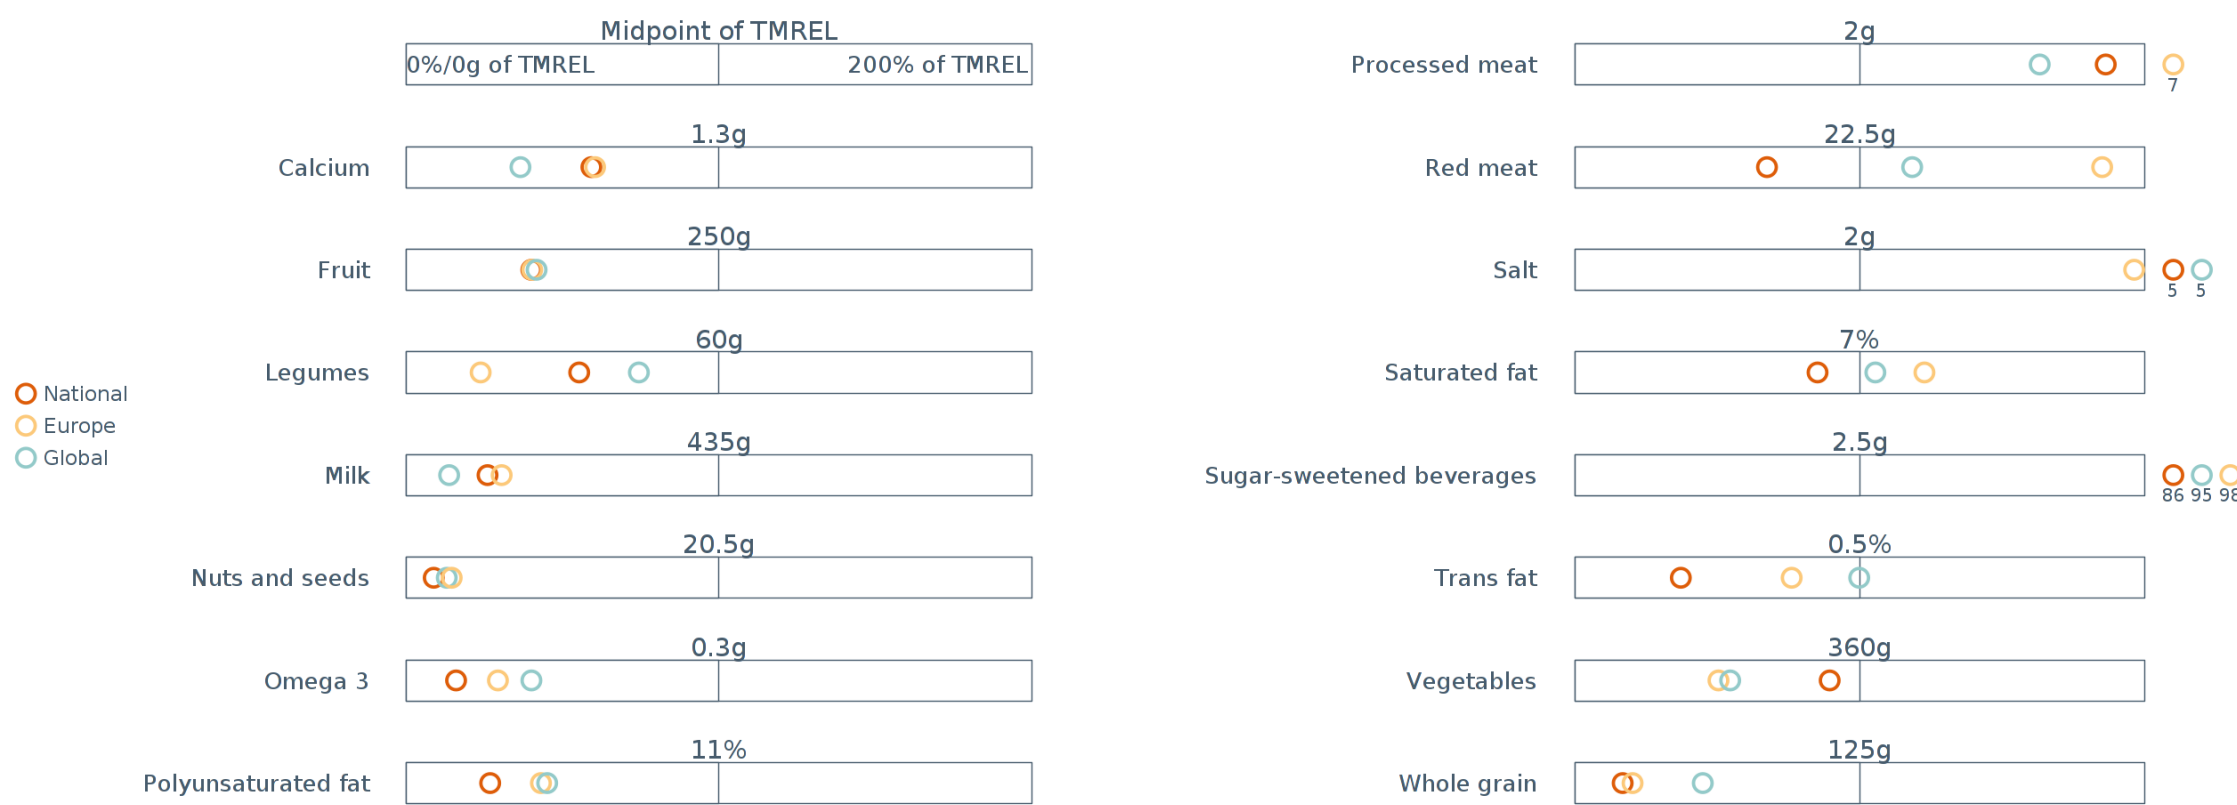 Midpoint of TMREL
0%/0g of TMREL
200% of TMREL
1.3g
Calcium
250g
Fruit
60g
Legumes
435g
Milk
20.5g
Nuts and seeds
0.3g
Omega 3
11%
Polyunsaturated fat
National
Europe
Global
2g
Processed meat
7
22.5g
Red meat
2g
Salt
5 5
7%
Saturated fat
2.5g
Sugar-sweetened beverages
86 95 98
0.5%
Trans fat
360g
Vegetables
125g
Whole grain